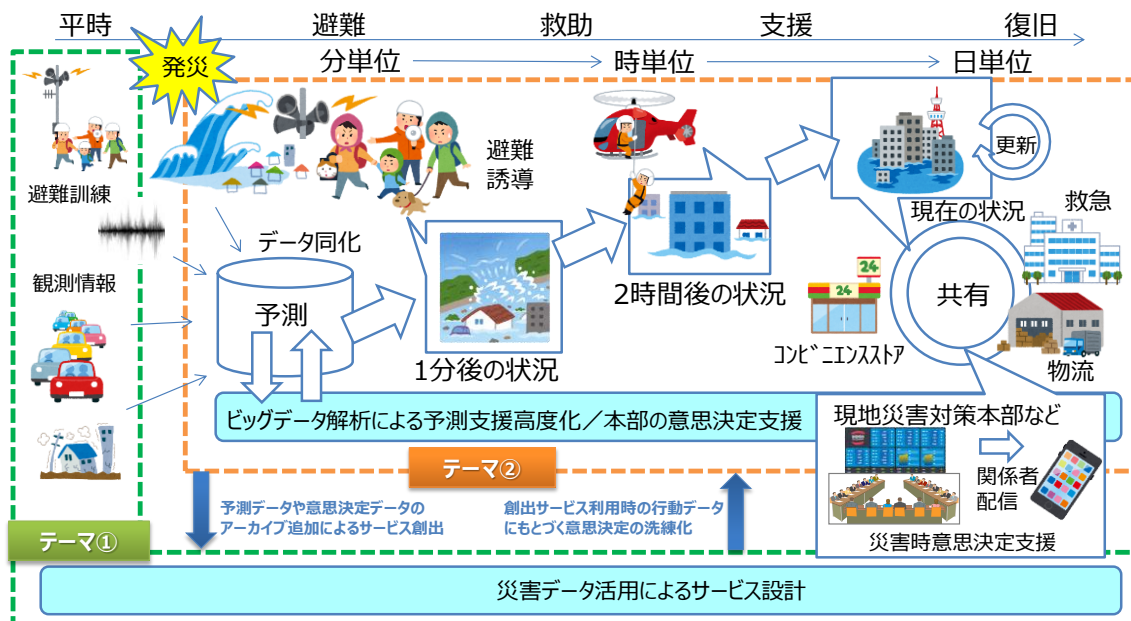 平時
避難
救助
支援
復旧
発災
分単位
時単位
日単位
避難訓練
避難
誘導
更新
現在の状況
救急
観測情報
データ同化
予測
1分後の状況
2時間後の状況
24
24
コンビニエンスストア
共有
物流
ビッグデータ解析による予測支援高度化/本部の意思決定支援
現地災害対策本部など
関係者
配信
災害時意思決定支援
テーマ②
予測データや意思決定データの
アーカイブ追加によるサービス創出
創出サービス利用時の行動データ
にもとづく意思決定の洗練化
テーマ①
災害データ活用によるサービス設計